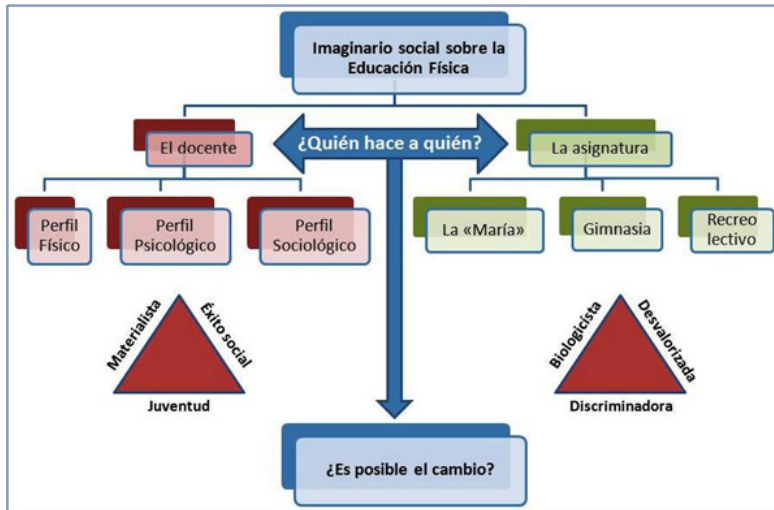 Imaginario social sobre la
Educación Física
El docente
¿Quién hace a quién?
La asignatura
Perfil
Físico
Perfil
Psicológico
Perfil
Sociológico
La «María»
Gimnasia
Recreo
lectivo
Materialista
Éxito social
Juventud
Biologicista
Desvalorizada
Discriminadora
¿Es posible el cambio?